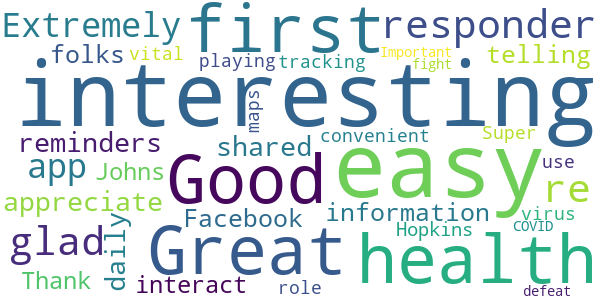 Extremely first responder
folks vital playing tracking Important fight telling
interesting
maps
reminders shared convenient Super
app Johns Good easy use re
appreciate Facebook information virus
glad daily Great Hopkins COVID health
Thank interact role defeat